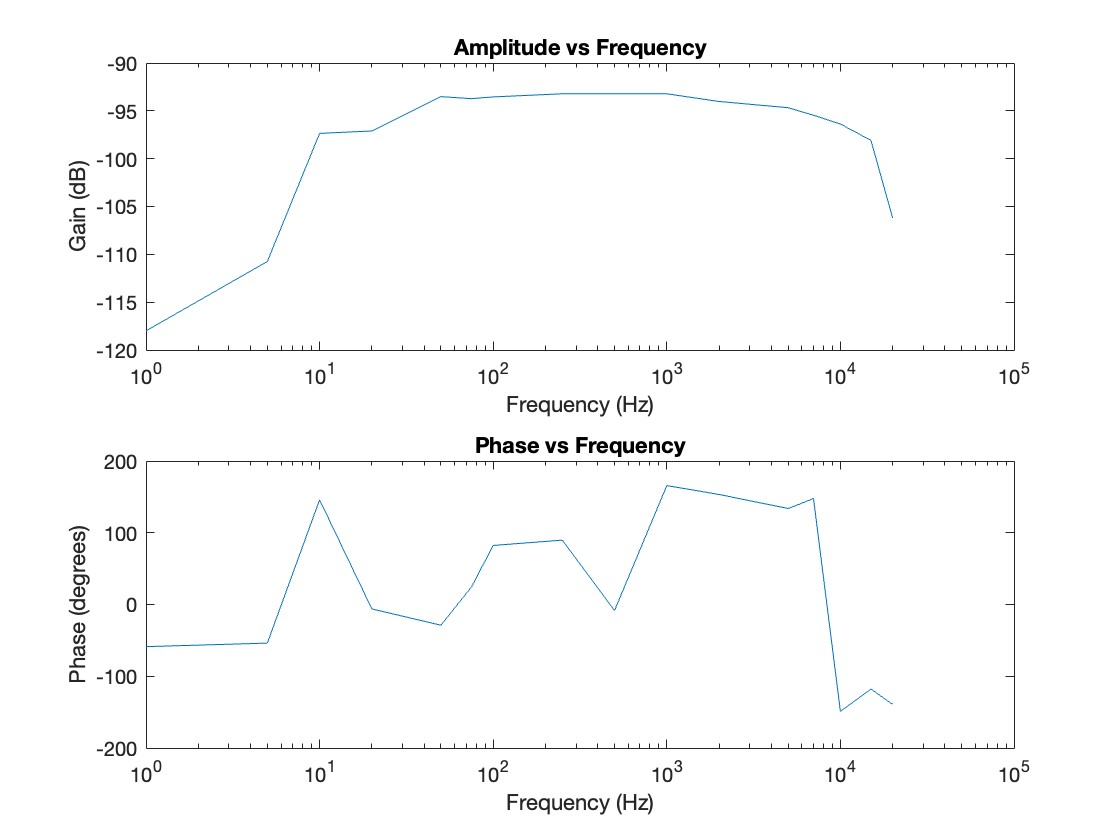 Amplitude vs Frequency
-90
-95
-100
-105
-110
-115
-120
Gain (dB)
10^0 10^1 10^2 10^3 10^4 10^5
Frequency (Hz)
Phase vs Frequency
200
100
0
-100
-200
Phase (degrees)
10^0 10^1 10^2 10^3 10^4 10^5
Frequency (Hz)